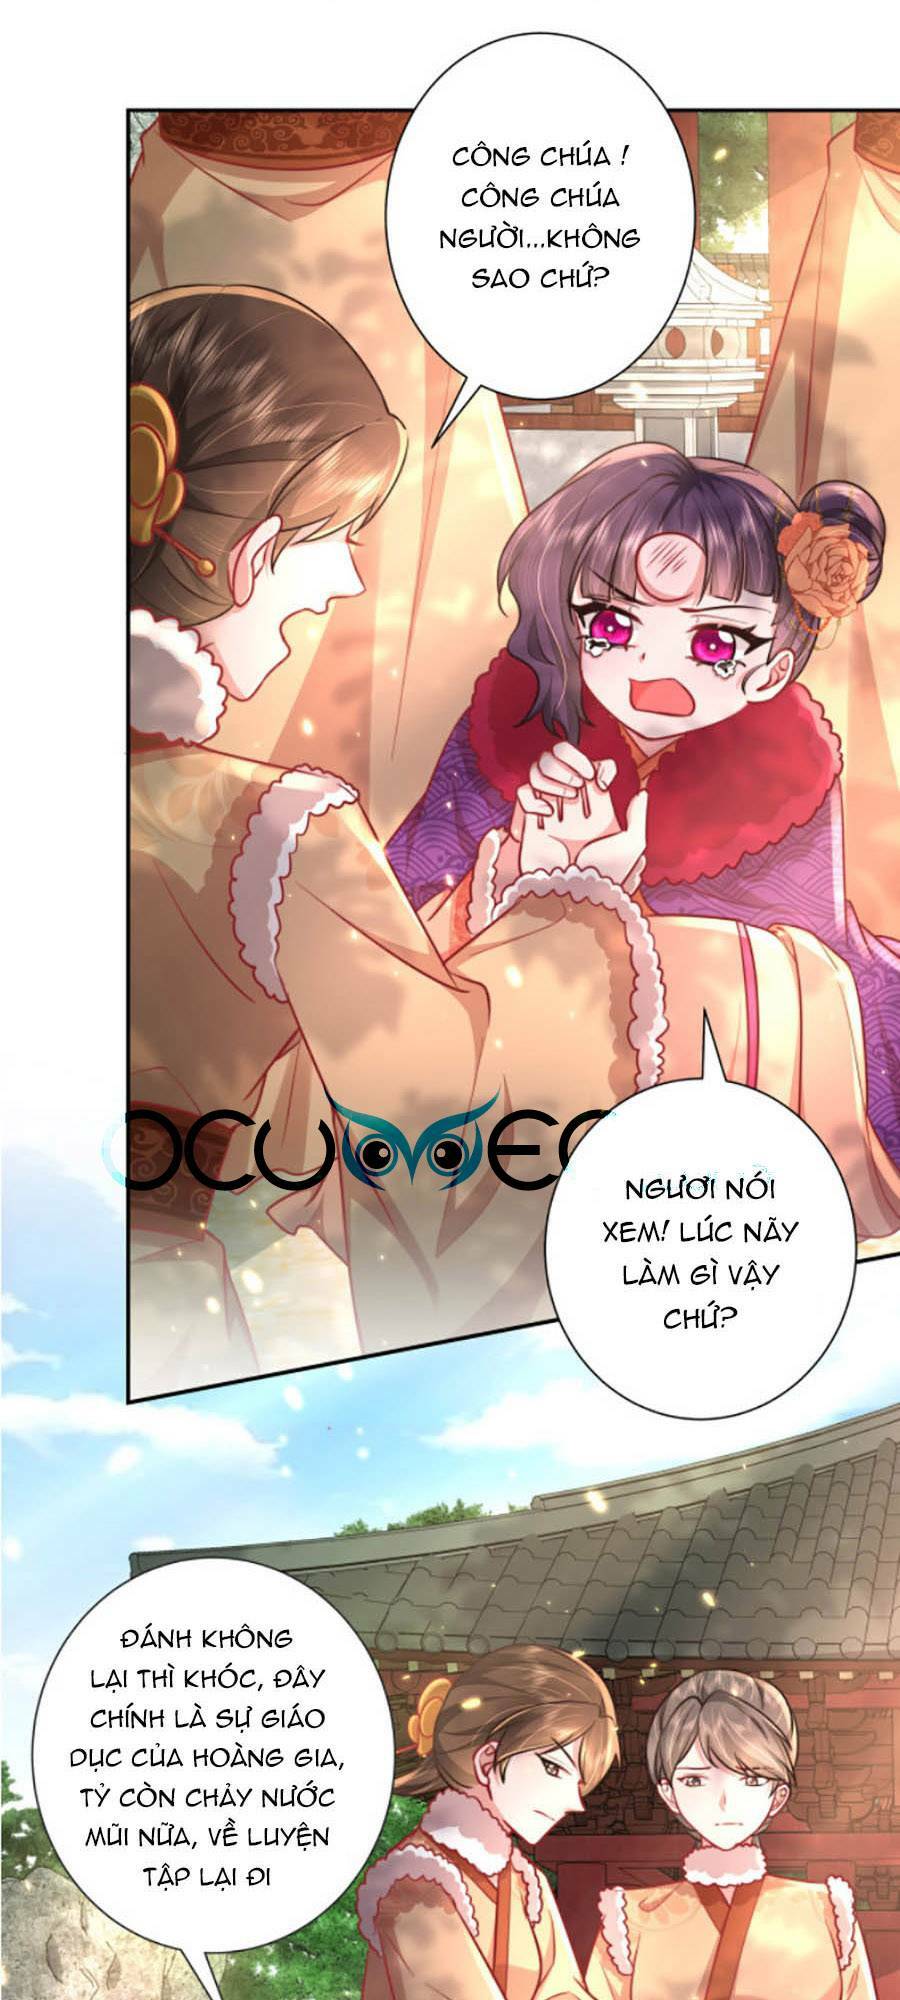 CÔNG CHÚA !
CÔNG CHÚA
NGƯỜI...KHÔNG
SAO CHỨ?
OCUMEO
NGƯƠI NÓI
XEM! LÚC NÃY
LÀM GÌ VẬY
CHỨ?
ĐÁNH KHÔNG
LẠI THÌ KHÓC, ĐÂY
CHÍNH LÀ SỰ GIÁO
DỤC CỦA HOÀNG GIA,
TỶ CÒN CHẢY NƯỚC
MŨI NỮA, VỀ LUYỆN
TẬP LẠI ĐI